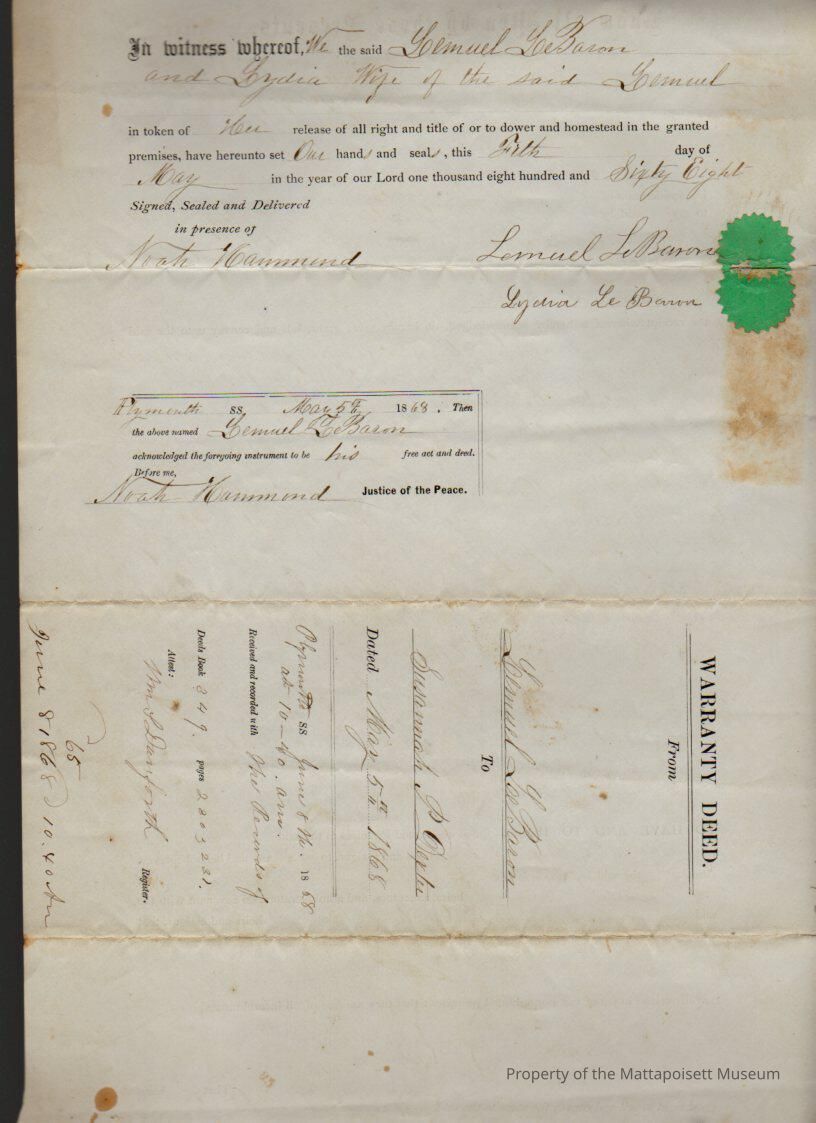 In witness whereof, We the said Lemuel LeBaron
and Lydia Wife of the said Lemuel
in token of Her release of all right and title of or to dower and homestead in the granted
premises, have hereunto set Our hands and seals, this Fifth day of
May in the year of our Lord one thousand eight hundred and Sixty Eight
Signed, Sealed and Delivered
in presence of
Noah Hammond Lemuel LeBaron
Lydia Le Baron
Plymouth SS, May 5th 1868. Then
the above named Lemuel LeBaron
acknowledged the foregoing instrument to be his free act and deed.
Before me,
Noah Hammond Justice of the Peace.
WARRANTY DEED.
From
Lemuel LeBaron
To
Susannah P
Dated May 5th 1868
Plymouth SS June 8th. 1868
at 10-40. am.
Received and recorded with the Records of
Deeds Book 349. pages
Attest:
Wm S Danforth Register.
65
June 8 1868 10.40 Am
Property of the Mattapoisett Museum